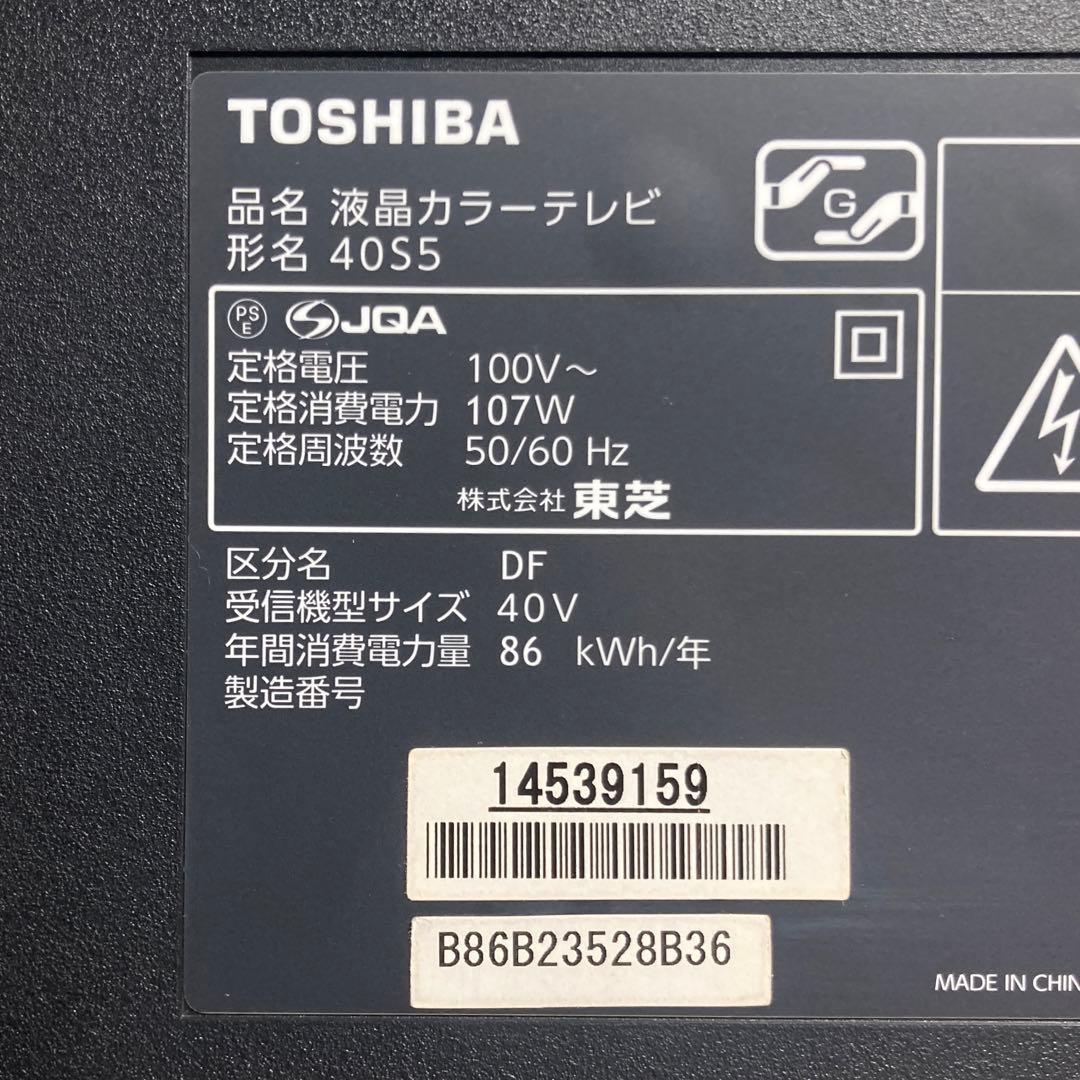 TOSHIBA
品名 液晶カラーテレビ
形名 40S5
G
PS
E
JQA
定格電圧 100V～
定格消費電力 107W
定格周波数 50/60 Hz
株式会社 東芝
区分名 DF
受信機型サイズ 40V
年間消費電力量 86 kWh/年
製造番号
14539159
B86B23528B36
MADE IN CHIN